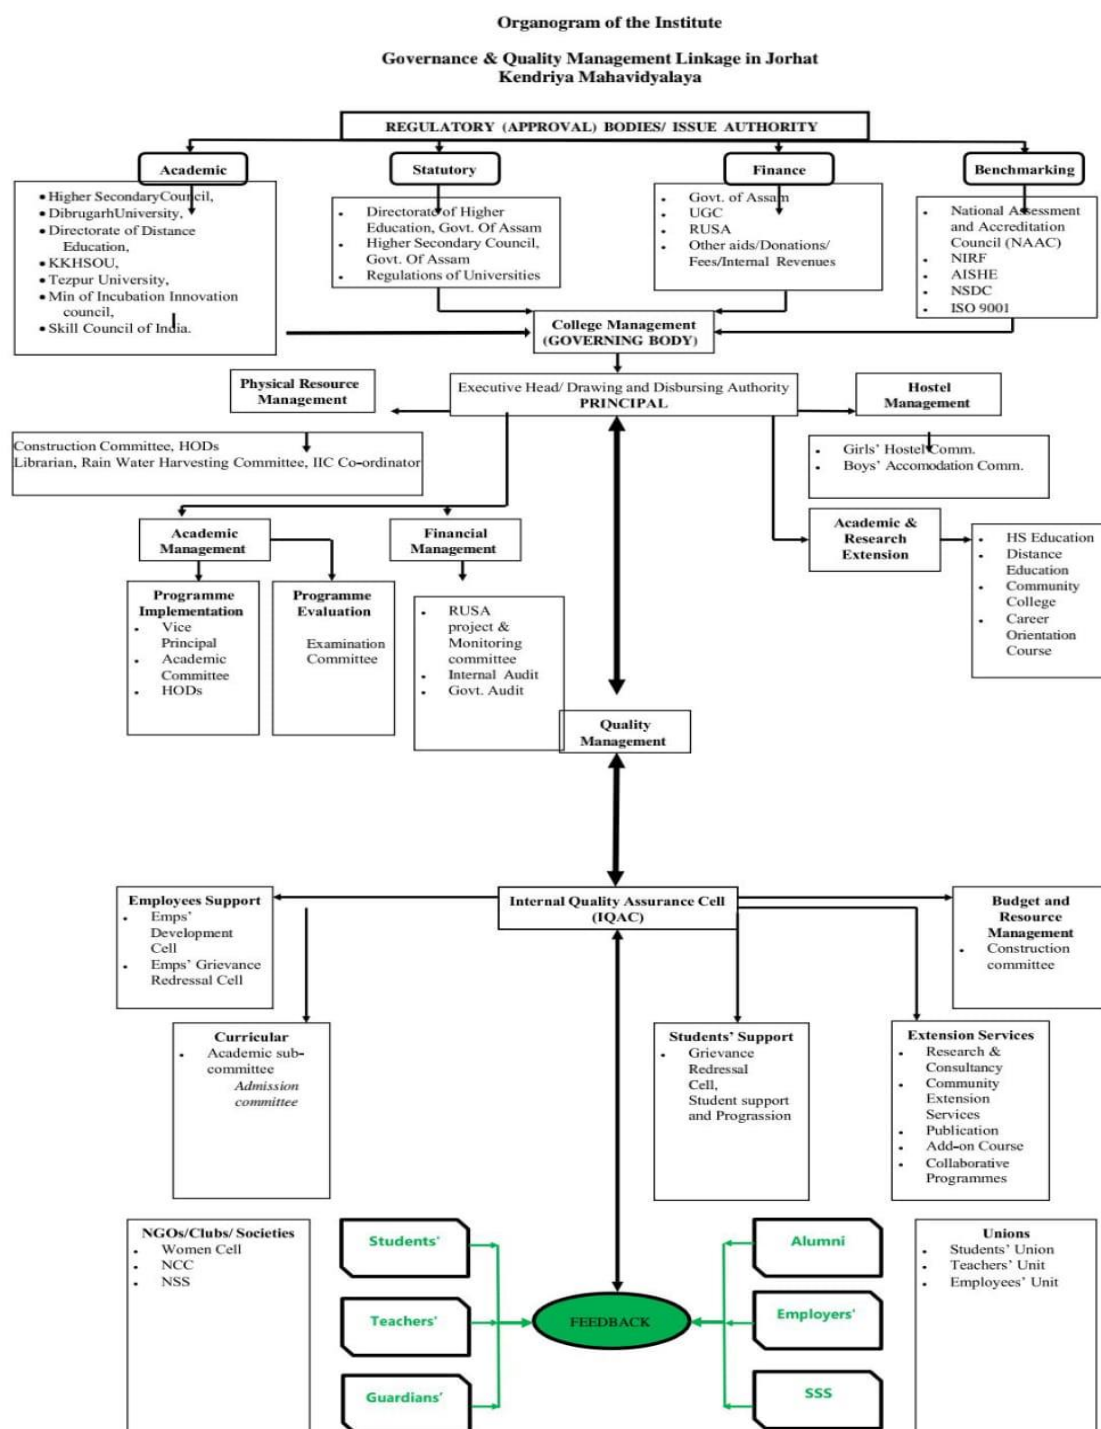 Organogram of the Institute
Governance & Quality Management Linkage in Jorhat
Kendriya Mahavidyalaya
REGULATORY (APPROVAL) BODIES/ ISSUE AUTHORITY
Academic
• Higher SecondaryCouncil,
• DibrugarhUniversity,
• Directorate of Distance
Education,
• KKHSOU,
• Tezpur University,
• Min of Incubation Innovation
council,
• Skill Council of India.
Statutory
• Directorate of Higher
Education, Govt. Of Assam
• Higher Secondary Council,
Govt. Of Assam
• Regulations of Universities
Finance
• Govt. of Assam
• UGC
• RUSA
• Other aids/Donations/
Fees/Internal Revenues
Benchmarking
• National Assessment
and Accreditation
Council (NAAC)
• NIRF
• AISHE
• NSDC
• ISO 9001
College Management
(GOVERNING BODY)
Physical Resource
Management
Executive Head/ Drawing and Disbursing Authority
PRINCIPAL
Hostel
Management
Construction Committee, HODs
Librarian, Rain Water Harvesting Committee, IIC Co-ordinator
• Girls' Hostel Comm.
• Boys' Accomodation Comm.
Academic
Management
Financial
Management
Academic &
Research
Extension
• HS Education
• Distance
Education
• Community
College
• Career
Orientation
Course
Programme
Implementation
• Vice
Principal
• Academic
Committee
• HODs
Programme
Evaluation
Examination
Committee
• RUSA
project &
Monitoring
committee
• Internal Audit
• Govt. Audit
Quality
Management
Employees Support
• Emps'
Development
Cell
• Emps' Grievance
Redressal Cell
Internal Quality Assurance Cell
(IQAC)
Budget and
Resource
Management
• Construction
committee
Curricular
• Academic sub-
committee
Admission
committee
Students' Support
• Grievance
Redressal
Cell,
Student support
and Prograssion
Extension Services
• Research &
Consultancy
• Community
Extension
Services
• Publication
• Add-on Course
• Collaborative
Programmes
NGOs/Clubs/ Societies
• Women Cell
• NCC
• NSS
Students'
Teachers'
Guardians'
FEEDBACK
Alumni
Employers'
SSS
Unions
• Students' Union
• Teachers' Unit
• Employees' Unit